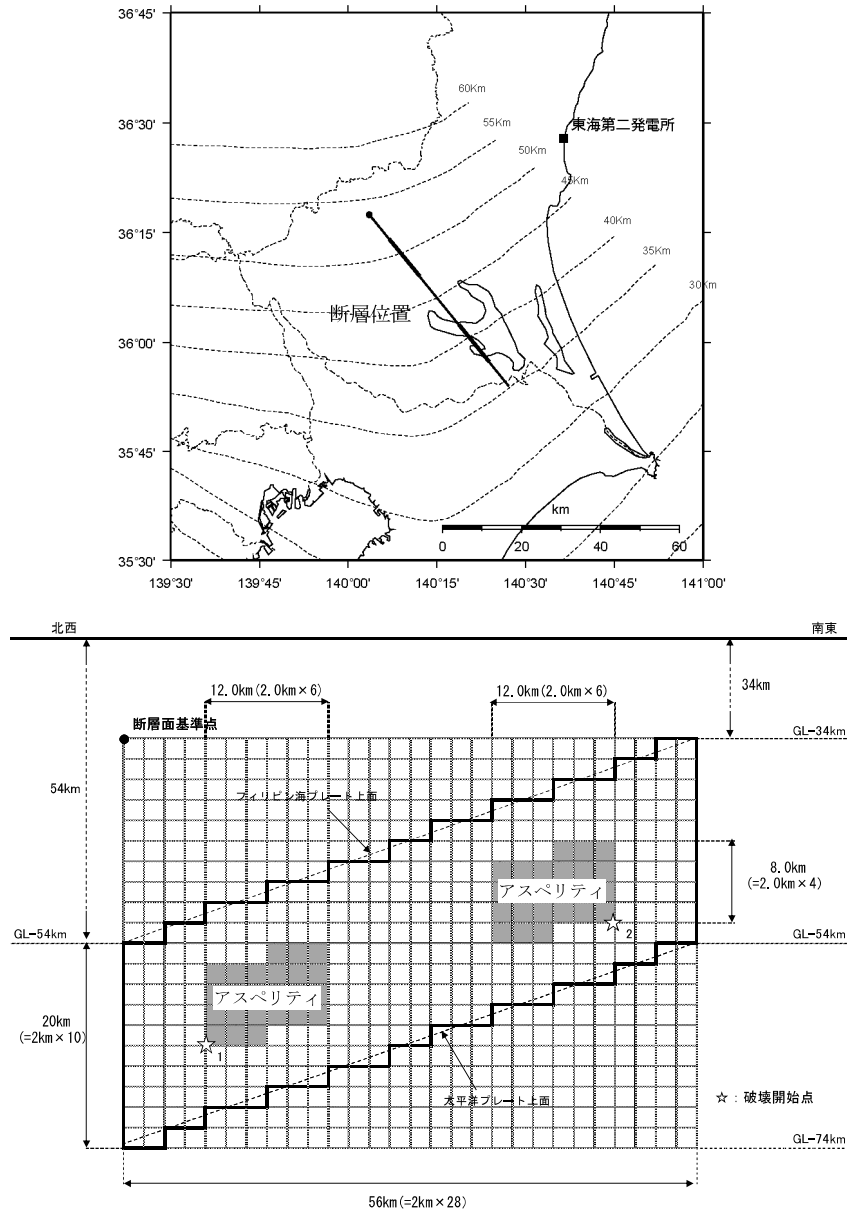 36°45'
60Km
36°30'
55Km
東海第二発電所
50Km
45Km
40Km
36°15'
35Km
30Km
断層位置
36°00'
35°45'
km
0 20 40 60
35°30'
139°30' 139°45' 140°00' 140°15' 140°30' 140°45' 141°00'
北西
南東
12.0km(2.0km×6)
12.0km(2.0km×6)
34km
断層面基準点
GL-34km
54km
フィリピン海プレート上面
8.0km
(=2.0km×4)
アスペリティ
2
GL-54km
GL-54km
アスペリティ
20km
(=2km×10)
1
太平洋プレート上面
☆：破壊開始点
GL-74km
56km(=2km×28)